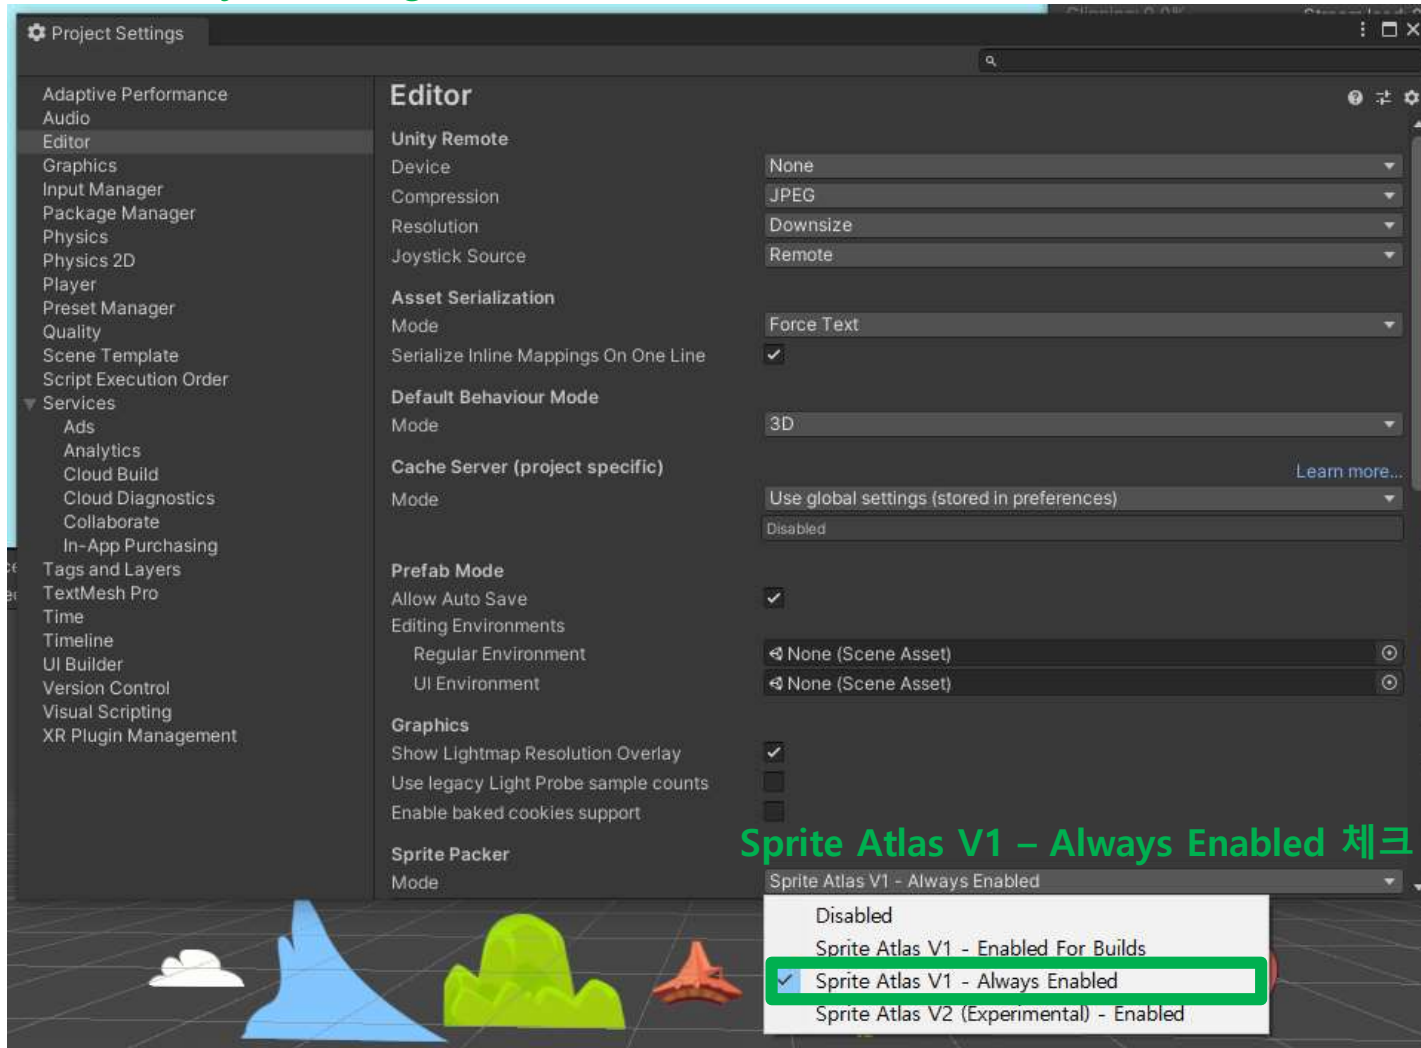 Project Settings
Adaptive Performance
Audio
Editor
Graphics
Input Manager
Package Manager
Physics
Physics 2D
Player
Preset Manager
Quality
Scene Template
Script Execution Order
Services
Ads
Analytics
Cloud Build
Cloud Diagnostics
Collaborate
In-App Purchasing
Tags and Layers
TextMesh Pro
Time
Timeline
UI Builder
Version Control
Visual Scripting
XR Plugin Management
Editor
Unity Remote
Device None
Compression JPEG
Resolution Downsize
Joystick Source Remote
Asset Serialization
Mode Force Text
Serialize Inline Mappings On One Line
Default Behaviour Mode
Mode 3D
Cache Server (project specific)
Learn more...
Mode Use global settings (stored in preferences)
Disabled
Prefab Mode
Allow Auto Save
Editing Environments
Regular Environment None (Scene Asset)
UI Environment None (Scene Asset)
Graphics
Show Lightmap Resolution Overlay
Use legacy Light Probe sample counts
Enable baked cookies support
Sprite Atlas V1 – Always Enabled 체크
Sprite Packer
Mode Sprite Atlas V1 - Always Enabled
Disabled
Sprite Atlas V1 - Enabled For Builds
Sprite Atlas V1 - Always Enabled
Sprite Atlas V2 (Experimental) - Enabled